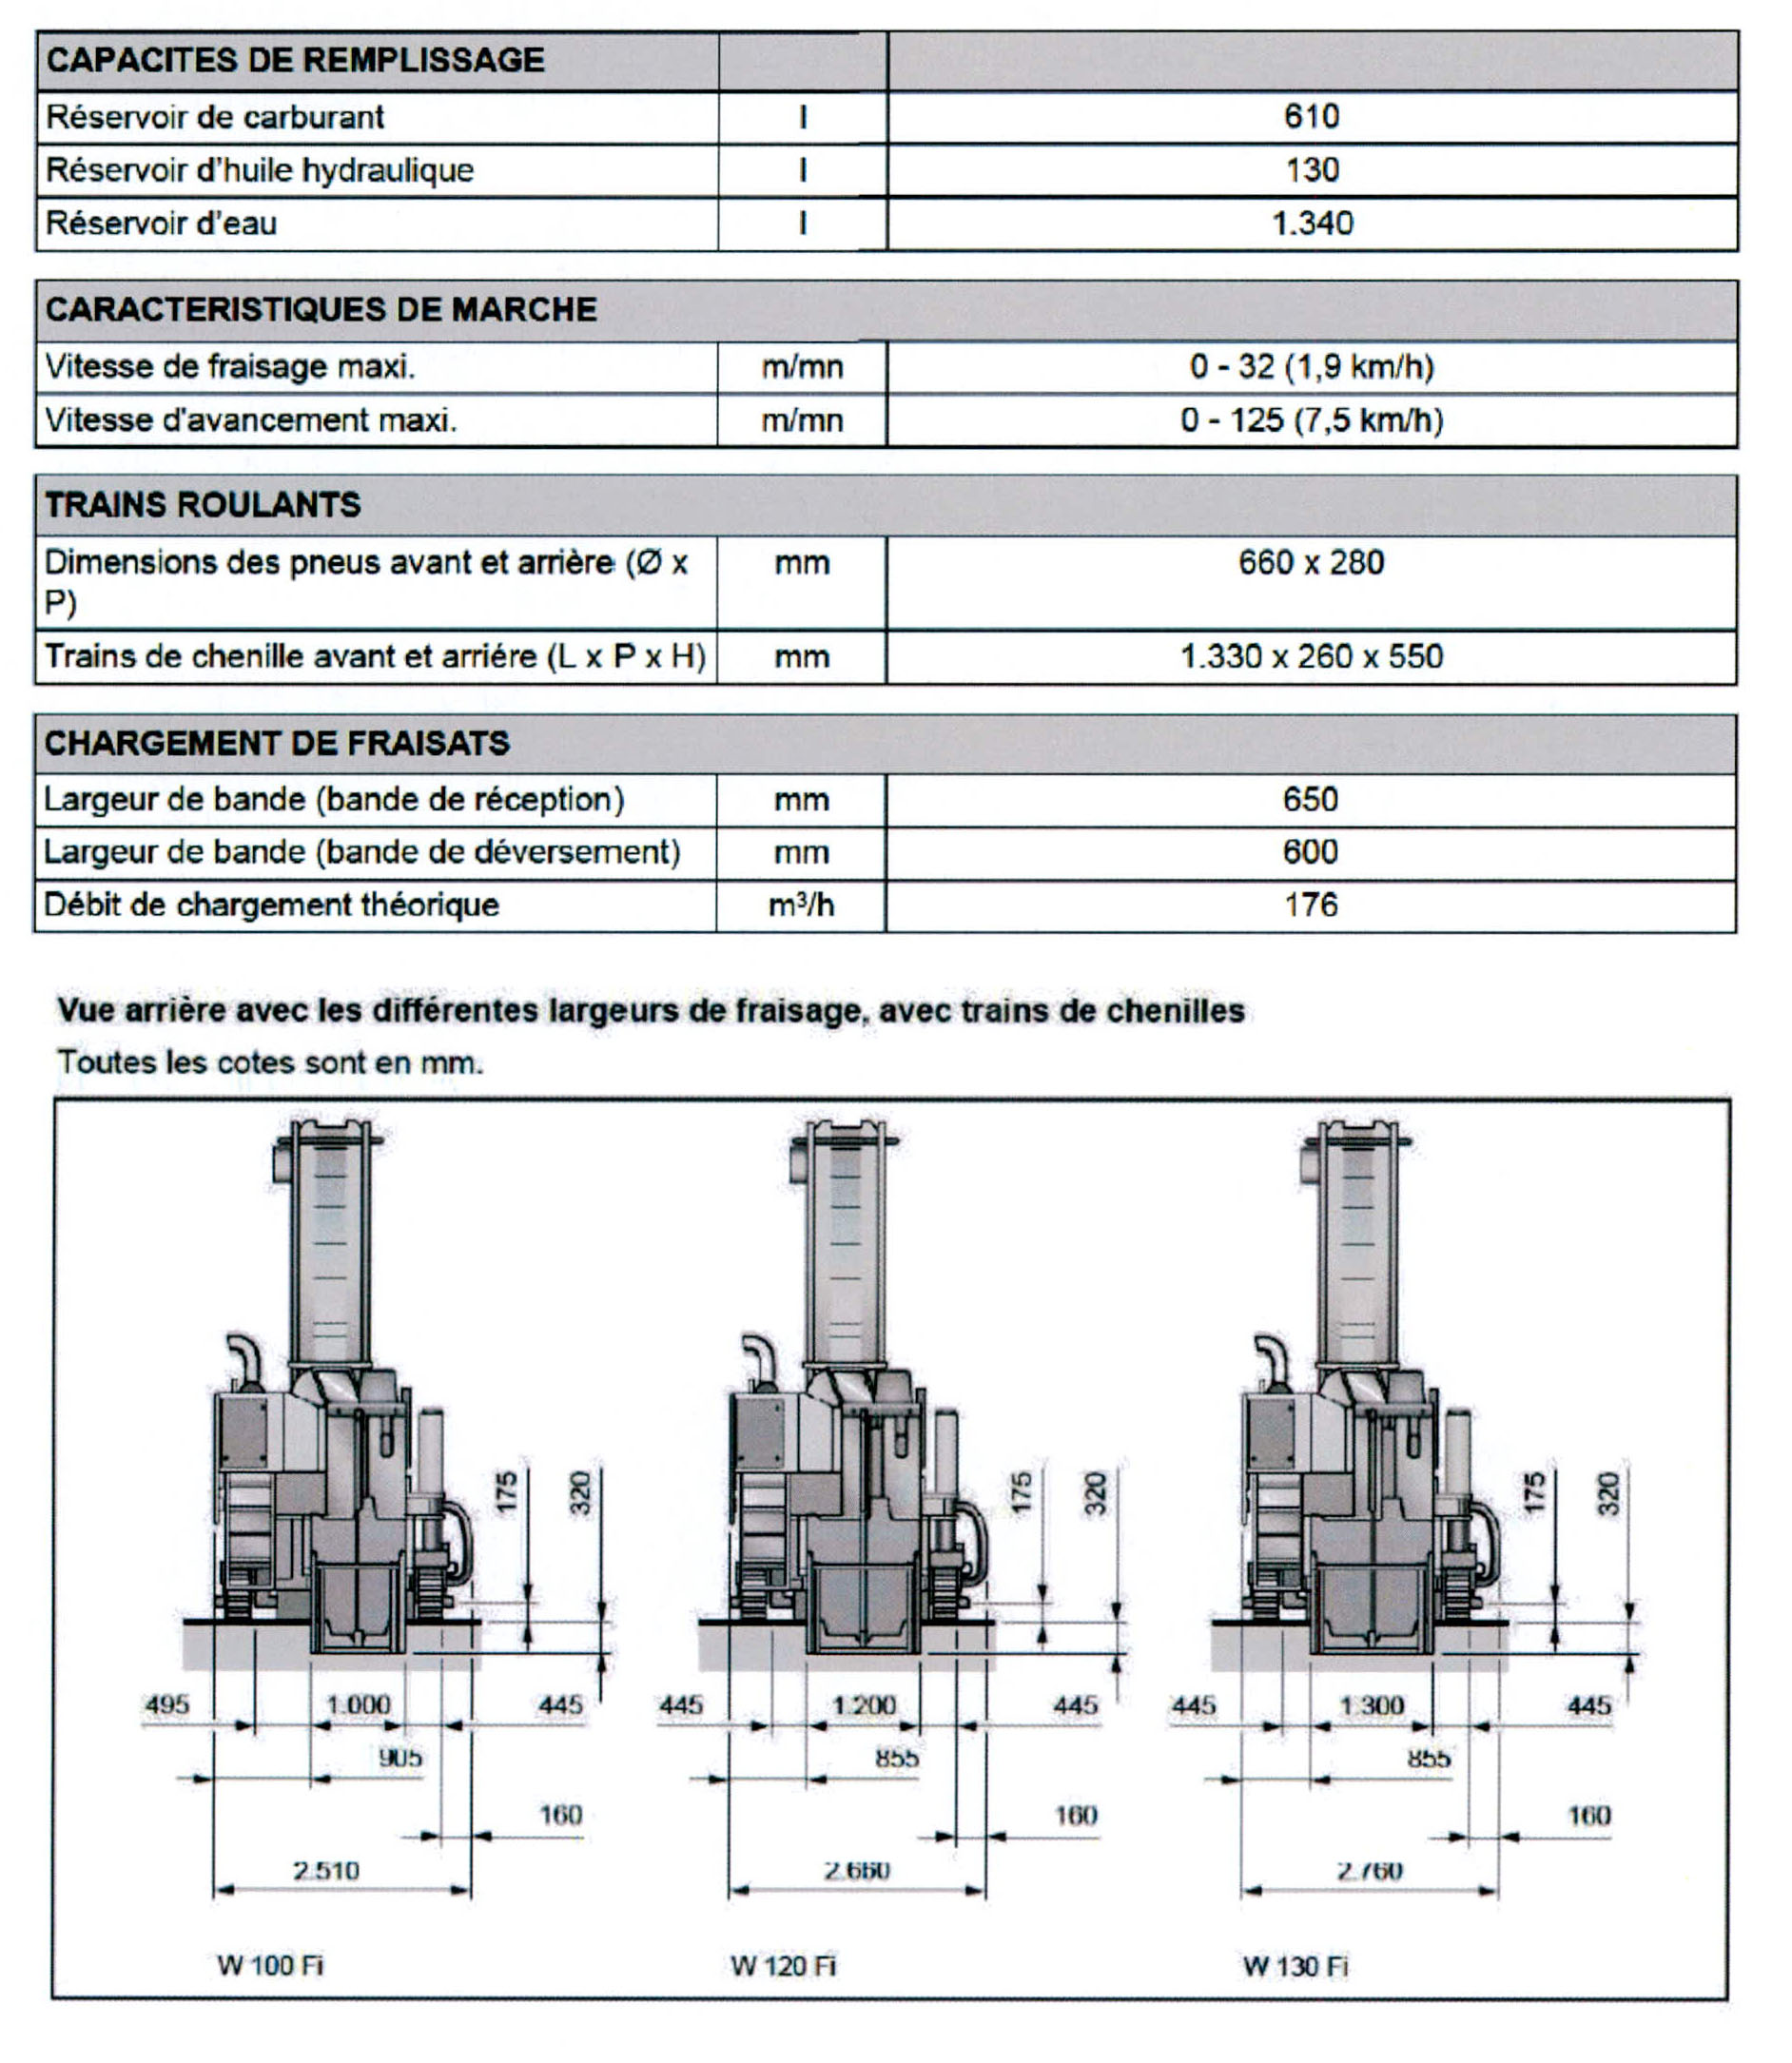 CAPACITES DE REMPLISSAGE
Réservoir de carburant l 610
Réservoir d'huile hydraulique l 130
Réservoir d'eau l 1.340
CARACTERISTIQUES DE MARCHE
Vitesse de fraisage maxi. m/mn 0 - 32 (1,9 km/h)
Vitesse d'avancement maxi. m/mn 0 - 125 (7,5 km/h)
TRAINS ROULANTS
Dimensions des pneus avant et arrière (Ø x mm 660 x 280
P)
Trains de chenille avant et arriére (L x P x H) mm 1.330 x 260 x 550
CHARGEMENT DE FRAISATS
Largeur de bande (bande de réception) mm 650
Largeur de bande (bande de déversement) mm 600
Débit de chargement théorique m³/h 176
Vue arrière avec les différentes largeurs de fraisage, avec trains de chenilles
Toutes les cotes sont en mm.
175 320 175 320 175 320
495 1.000 445 445 1.200 445 445 1.300 445
905 855 855
160 160 160
2.510 2.660 2.760
W 100 Fi W 120 Fi W 130 Fi